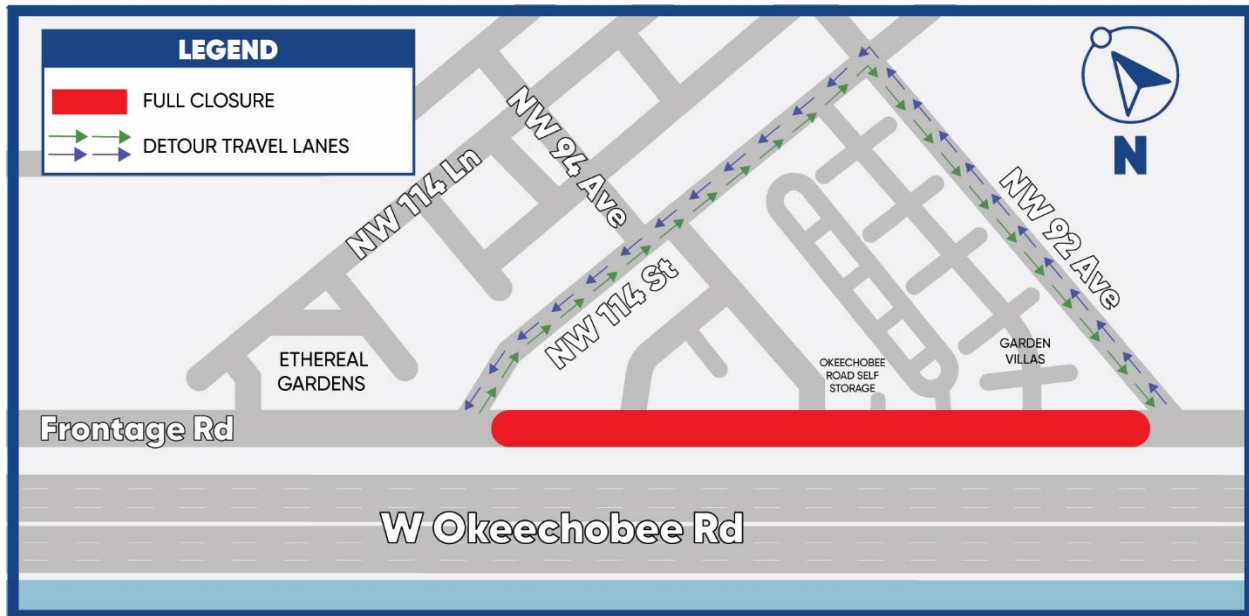 LEGEND
FULL CLOSURE
DETOUR TRAVEL LANES
N
NW 114 Ln
NW 94 Ave
NW 114 St
NW 92 Ave
ETHEREAL
GARDENS
OKEECHOBEE
ROAD SELF
STORAGE
GARDEN
VILLAS
Frontage Rd
W Okeechobee Rd